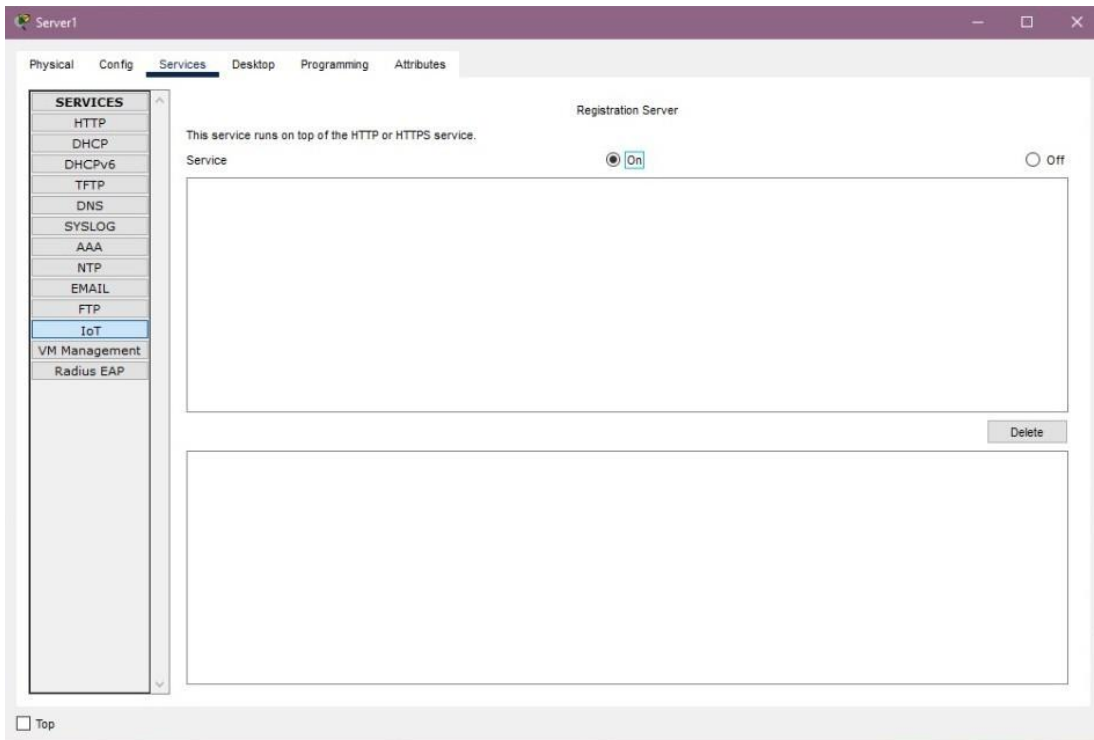 Server1
Physical Config Services Desktop Programming Attributes
SERVICES
HTTP
DHCP
DHCPv6
TFTP
DNS
SYSLOG
AAA
NTP
EMAIL
FTP
IoT
VM Management
Radius EAP
Registration Server
This service runs on top of the HTTP or HTTPS service.
Service On Off
Delete
Top